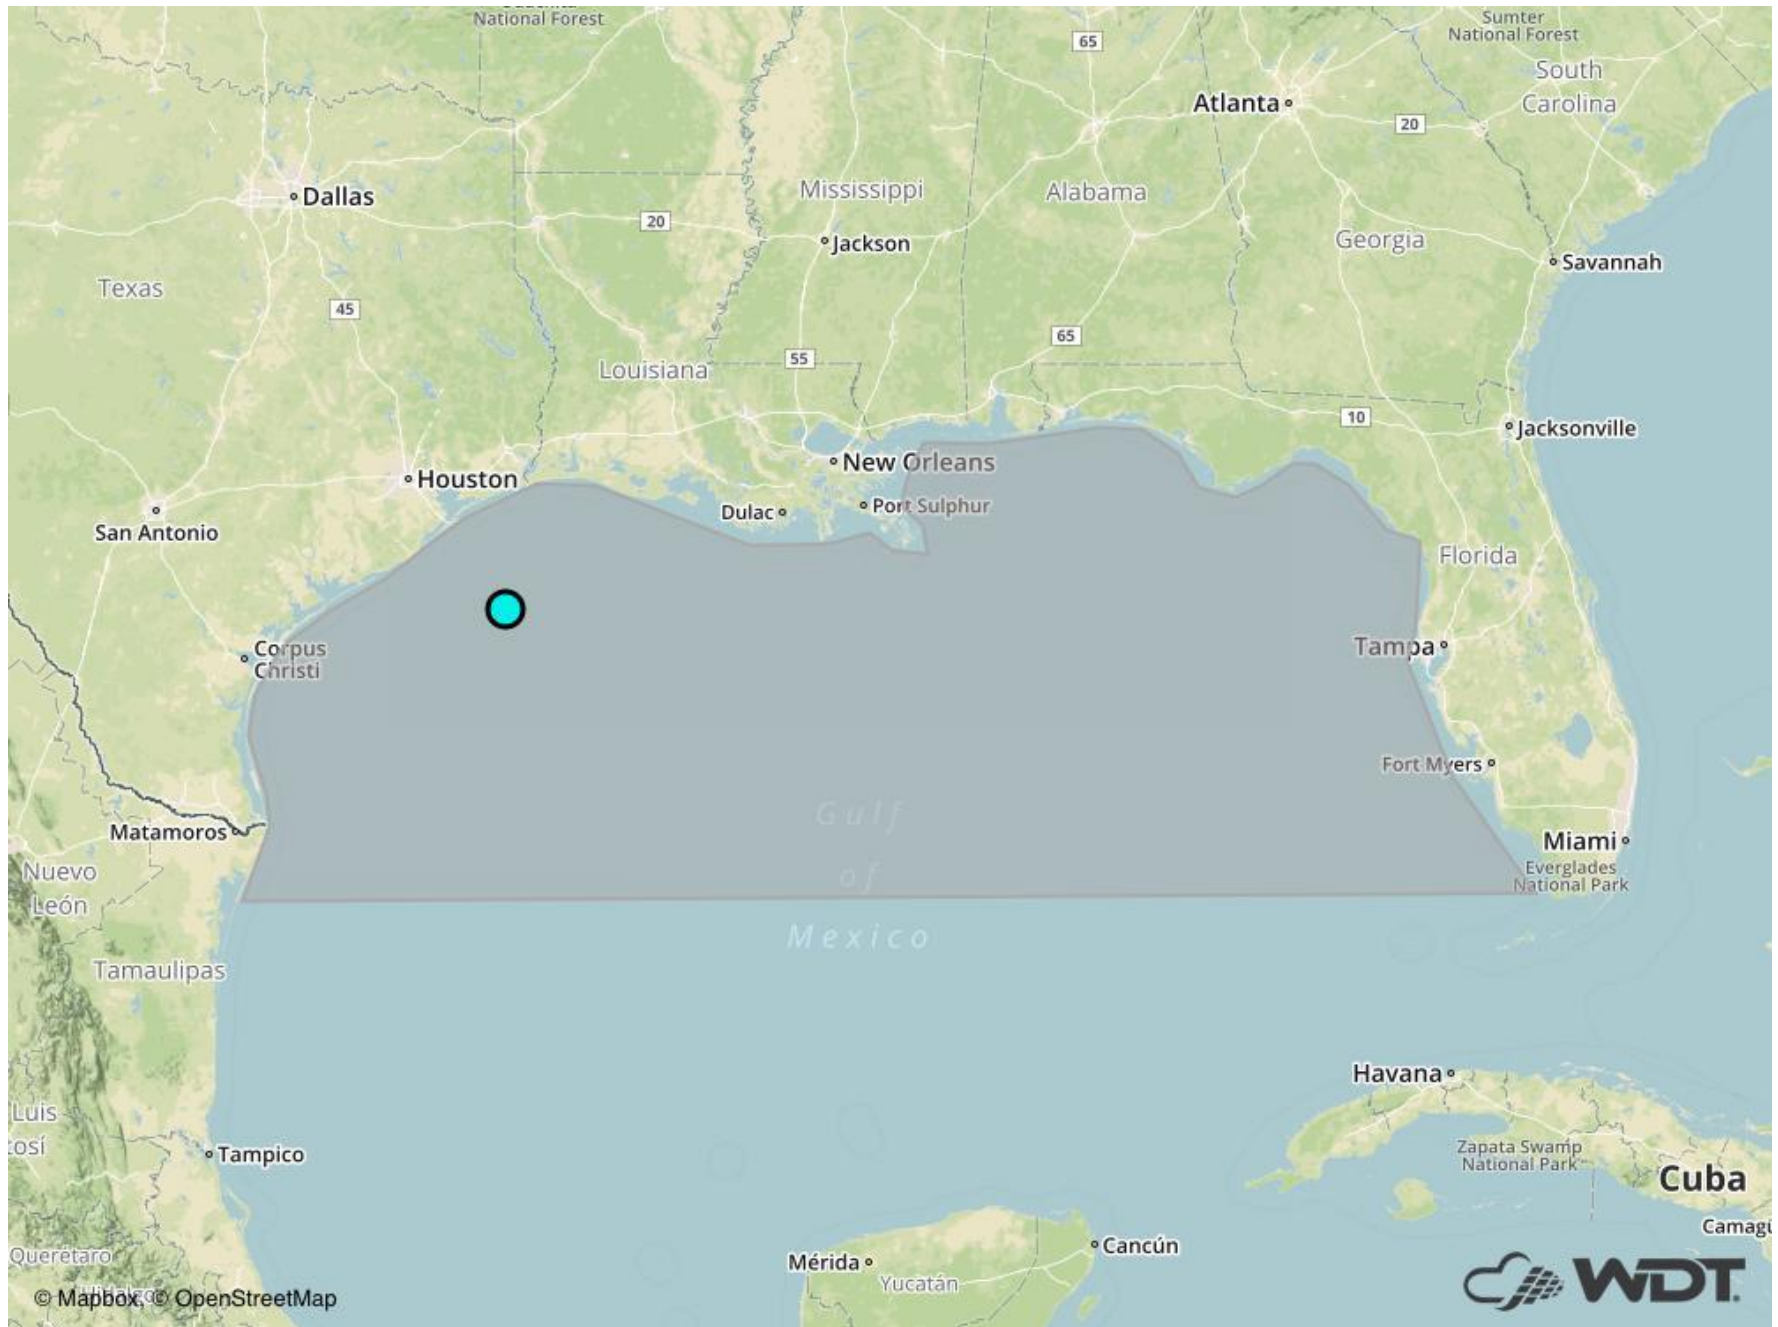 National Forest
65
Sumter
National Forest
South
Carolina
Atlanta
20
Dallas
Mississippi
Alabama
20
Jackson
Georgia
Savannah
Texas
45
65
55
Louisiana
10
Jacksonville
New Orleans
Houston
Port Sulphur
Dulac
San Antonio
Florida
Corpus
Christi
Tampa
Fort Myers
Gulf
of
Mexico
Matamoros
Miami
Everglades
National Park
Nuevo
León
Tamaulipas
Havana
Luis
Tampico
Zapata Swamp
National Park
Cuba
Cancún
Mérida
Yucatán
Querétaro
WDT
© Mapbox, © OpenStreetMap